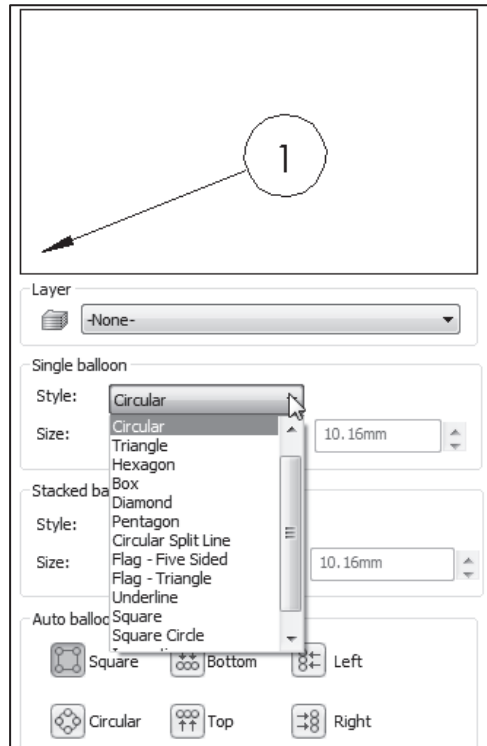 1
Layer
-None-
Single balloon
Style: Circular
Size: 10.16mm
Circular
Triangle
Hexagon
Box
Diamond
Pentagon
Circular Split Line
Flag - Five Sided
Flag - Triangle
Underline
Square
Square Circle
Stacked ba
Style:
Size: 10.16mm
Auto balloo
Square Bottom Left
Circular Top Right